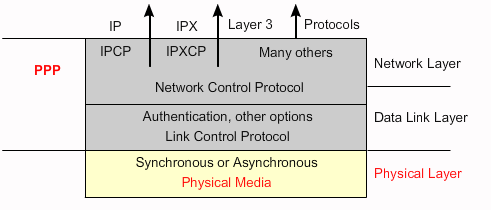 IP IPX Layer 3 Protocols
IPCP IPXCP Many others
PPP
Network Layer
Network Control Protocol
Authentication, other options
Data Link Layer
Link Control Protocol
Synchronous or Asynchronous
Physical Media
Physical Layer